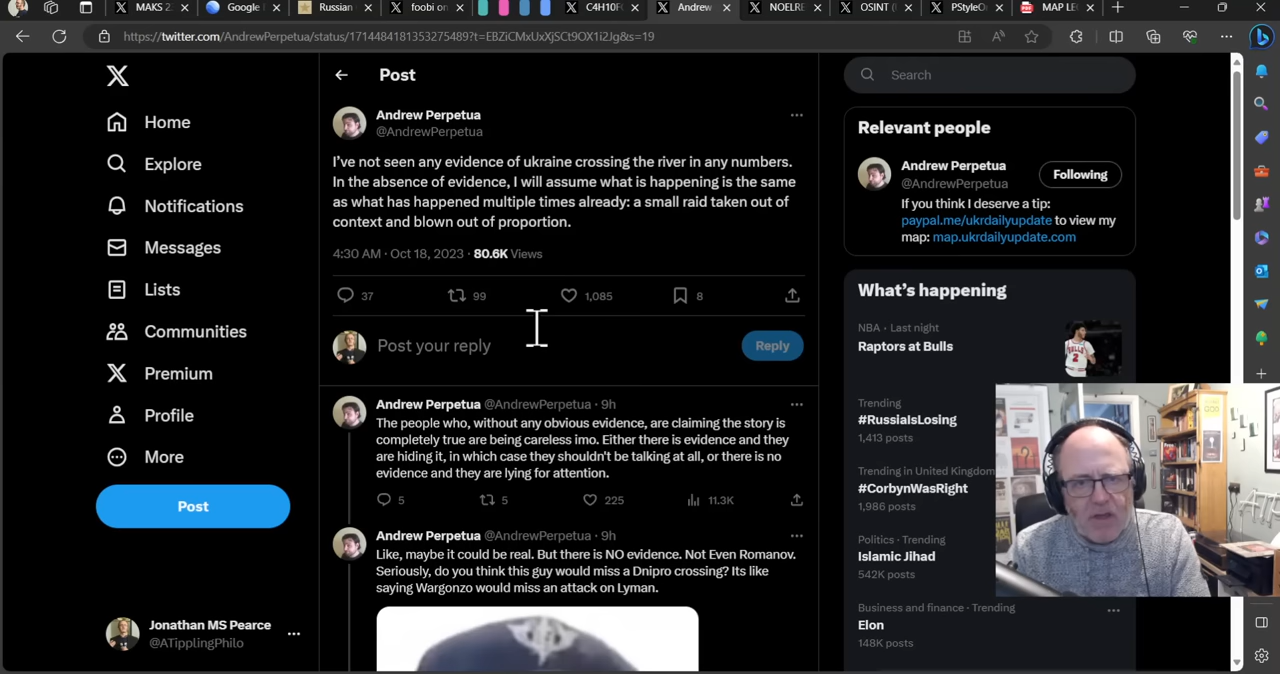 MAKS 2
Google
Russian
foobi on
C4H10F
Andrew
NOELRE
OSINT (
PStyleO
MAP LE
https://twitter.com/AndrewPerpetua/status/1714484181353275489?t=EBZiCMxUxXjSCt9OX1i2Jg&s=19
Home
Explore
Notifications
Messages
Lists
Communities
Premium
Profile
More
Post
Jonathan MS Pearce
@ATipplingPhilo
Post
Andrew Perpetua
@AndrewPerpetua
I've not seen any evidence of ukraine crossing the river in any numbers.
In the absence of evidence, I will assume what is happening is the same
as what has happened multiple times already: a small raid taken out of
context and blown out of proportion.
4:30 AM · Oct 18, 2023 · 80.6K Views
37 99 1,085 8
Post your reply
Reply
Andrew Perpetua @AndrewPerpetua · 9h
The people who, without any obvious evidence, are claiming the story is
completely true are being careless imo. Either there is evidence and they
are hiding it, in which case they shouldn't be talking at all, or there is no
evidence and they are lying for attention.
5 5 225 11.3K
Andrew Perpetua @AndrewPerpetua · 9h
Like, maybe it could be real. But there is NO evidence. Not Even Romanov.
Seriously, do you think this guy would miss a Dnipro crossing? Its like
saying Wargonzo would miss an attack on Lyman.
Search
Relevant people
Andrew Perpetua
@AndrewPerpetua
Following
If you think I deserve a tip:
paypal.me/ukrdailyupdate to view my
map: map.ukrdailyupdate.com
What's happening
NBA · Last night
Raptors at Bulls
Trending
#RussiaIsLosing
1,413 posts
Trending in United Kingdom
#CorbynWasRight
1,986 posts
Politics · Trending
Islamic Jihad
542K posts
Business and finance · Trending
Elon
148K posts